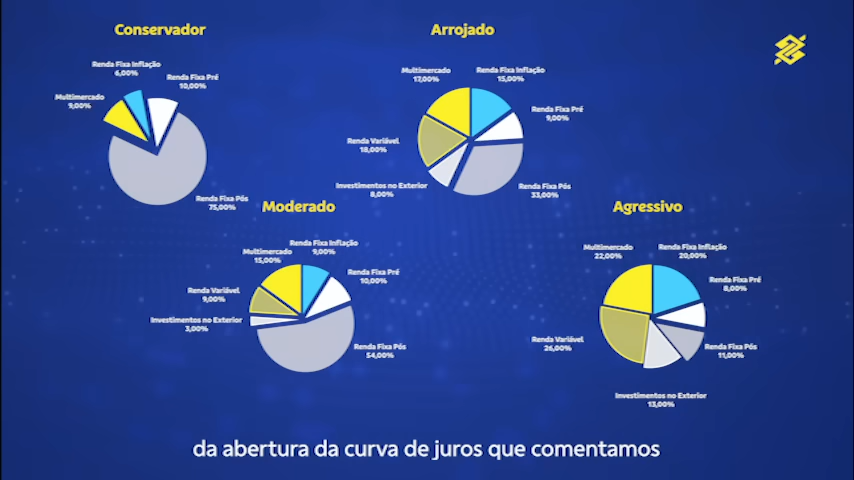 Conservador
Renda Fixa Inflação
6,00%
Renda Fixa Pré
10,00%
Multimercado
9,00%
Renda Fixa Pós
75,00%
Arrojado
Multimercado
17,00%
Renda Fixa Inflação
15,00%
Renda Fixa Pré
9,00%
Renda Variável
18,00%
Investimentos no Exterior
8,00%
Renda Fixa Pós
33,00%
Moderado
Renda Fixa Inflação
9,00%
Multimercado
15,00%
Renda Fixa Pré
10,00%
Renda Variável
9,00%
Investimentos no Exterior
3,00%
Renda Fixa Pós
54,00%
Agressivo
Multimercado
22,00%
Renda Fixa Inflação
20,00%
Renda Fixa Pré
8,00%
Renda Variável
26,00%
Renda Fixa Pós
11,00%
Investimentos no Exterior
13,00%
da abertura da curva de juros que comentamos